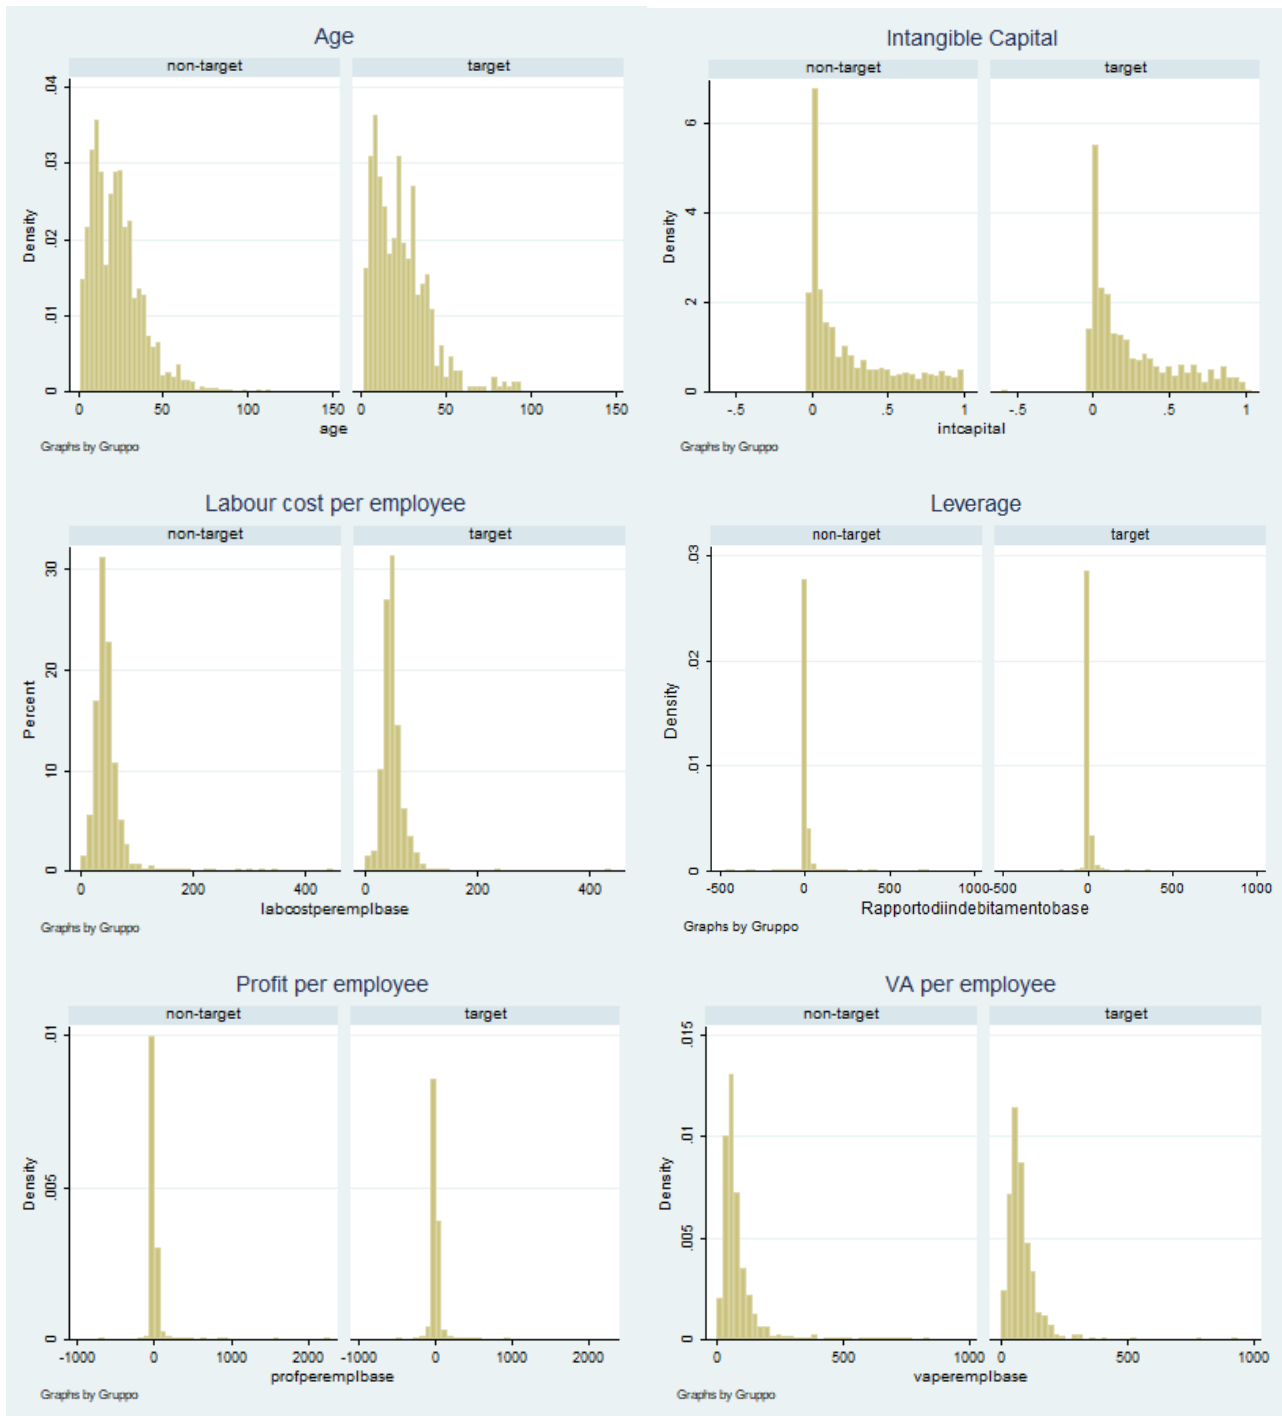 Age
non-target target
Density
.04
.03
.02
.01
0
0 50 100 150 0 50 100 150
age
Graphs by Gruppo
Intangible Capital
non-target target
Density
6
4
2
0
-.5 0 .5 1 -.5 0 .5 1
intcapital
Graphs by Gruppo
Labour cost per employee
non-target target
Percent
30
20
10
0
0 200 400 0 200 400
labcostperemplbase
Graphs by Gruppo
Leverage
non-target target
Density
.03
.02
.01
0
-500 0 500 1000 -500 0 500 1000
Rapportodiindebitamentobase
Graphs by Gruppo
Profit per employee
non-target target
Density
.01
.005
0
-1000 0 1000 2000 -1000 0 1000 2000
profperemplbase
Graphs by Gruppo
VA per employee
non-target target
Density
.015
.01
.005
0
0 500 1000 0 500 1000
vaperemplbase
Graphs by Gruppo